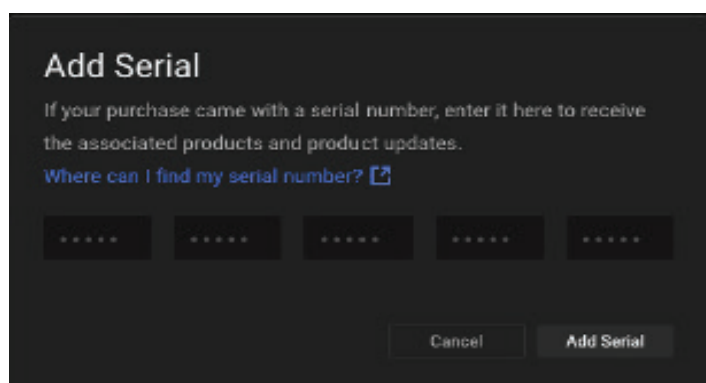 Add Serial
If your purchase came with a serial number, enter it here to receive
the associated products and product updates.
Where can I find my serial number?
***** ***** ***** ***** *****
Cancel Add Serial